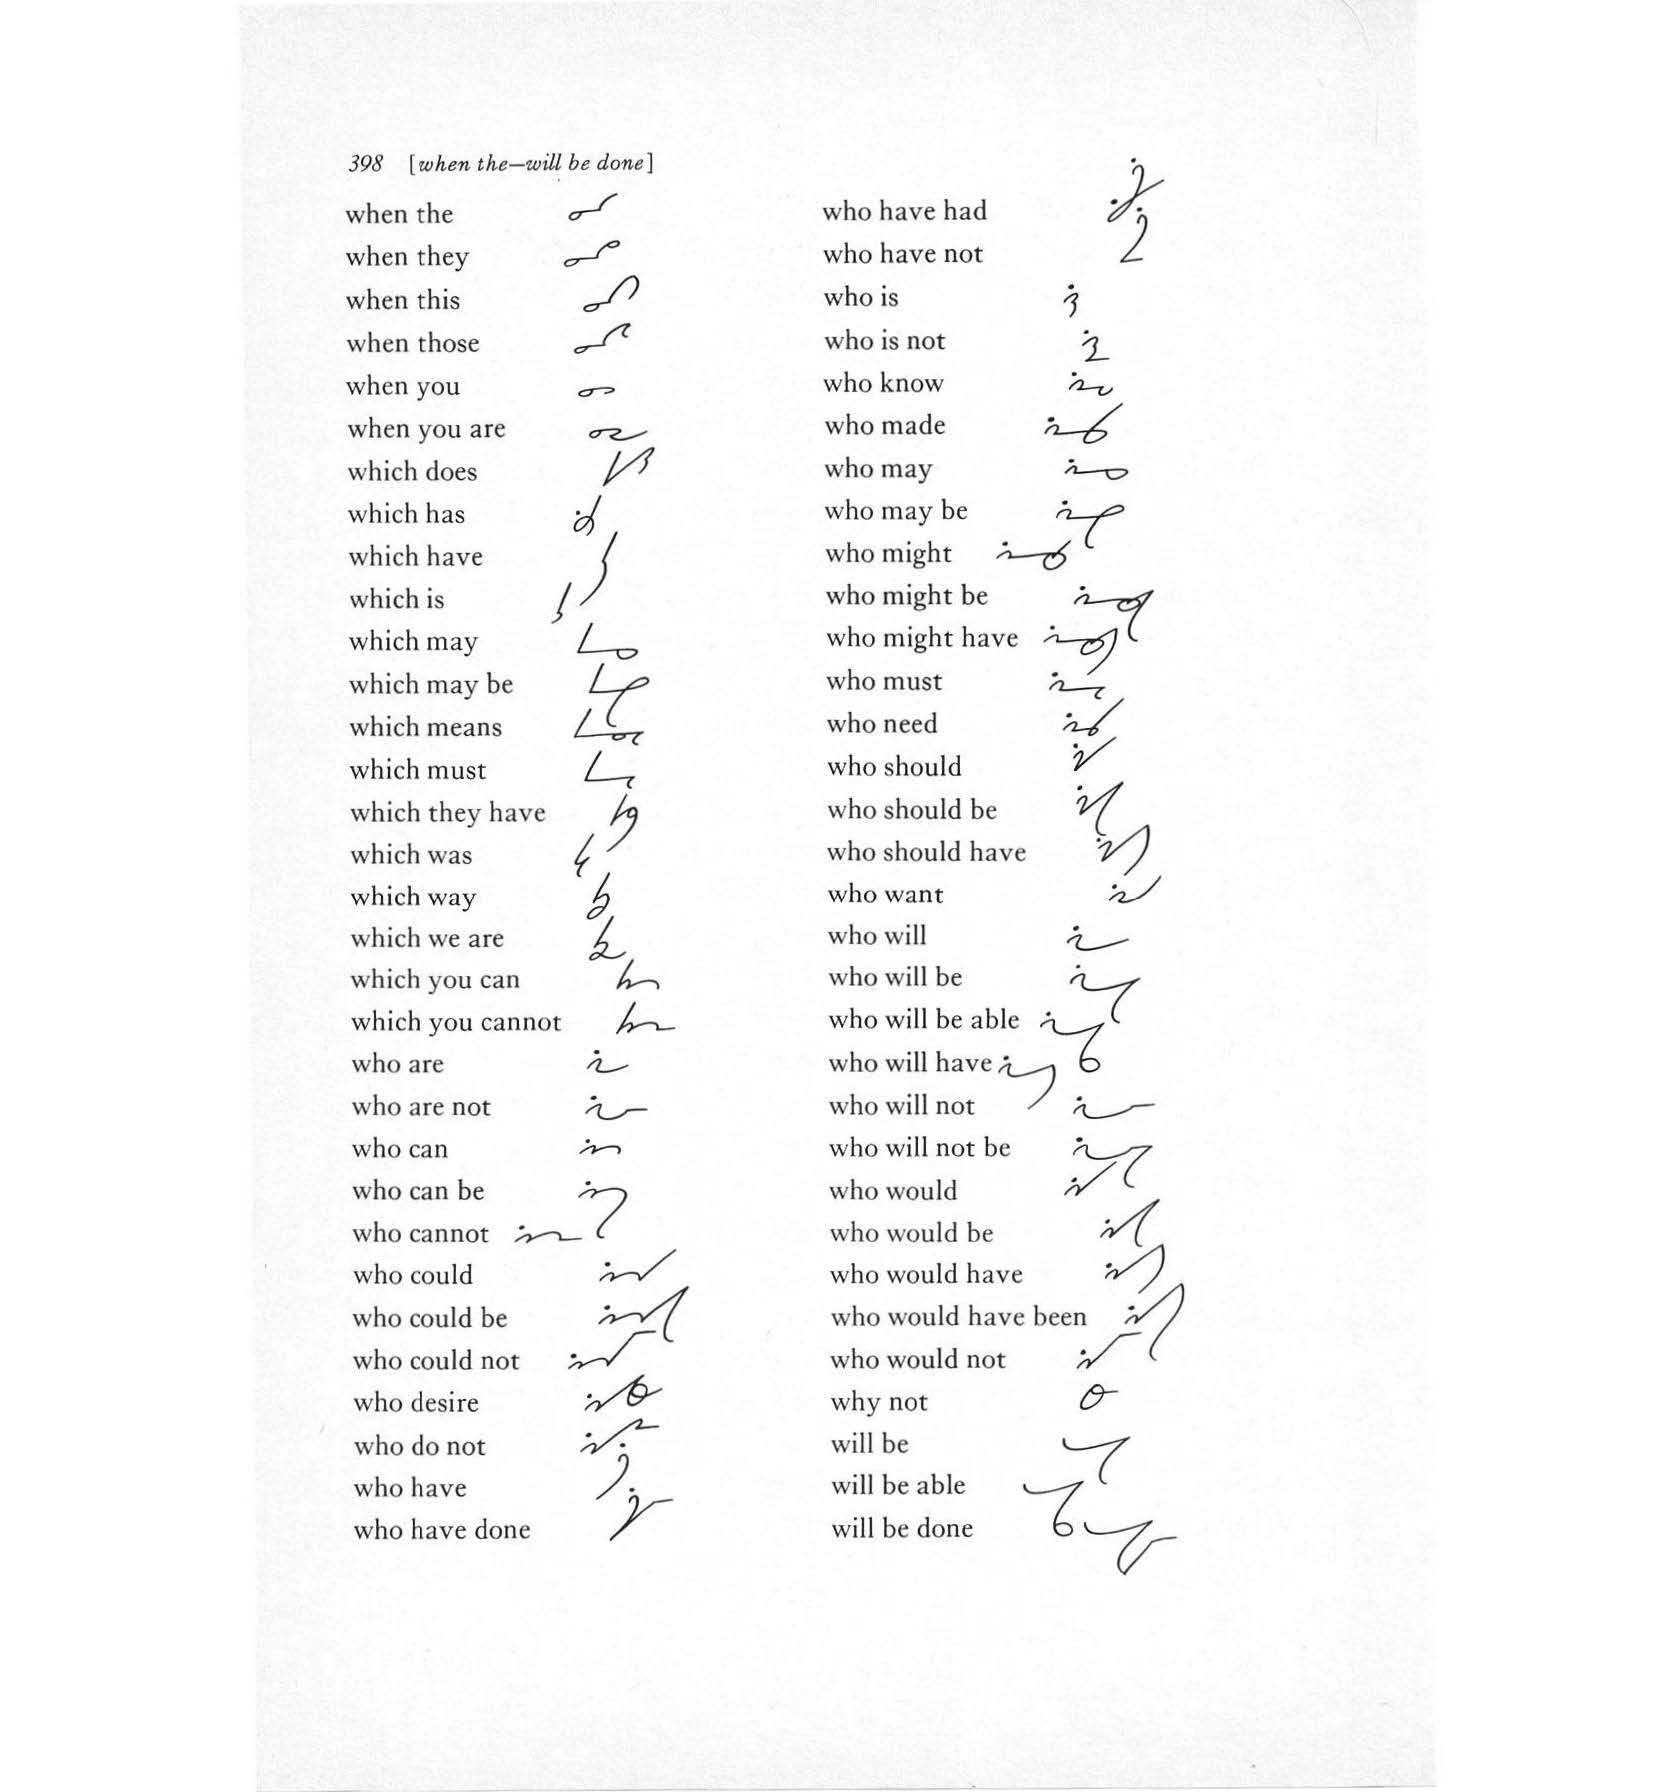 398 [when the—will be done]
when the
when they
when this
when those
when you
when you are
which does
which has
which have
which is
which may
which may be
which means
which must
which they have
which was
which way
which we are
which you can
which you cannot
who are
who are not
who can
who can be
who cannot
who could
who could be
who could not
who desire
who do not
who have
who have done
who have had
who have not
who is
who is not
who know
who made
who may
who may be
who might
who might be
who might have
who must
who need
who should
who should be
who should have
who want
who will
who will be
who will be able
who will have
who will not
who will not be
who would
who would be
who would have
who would have been
who would not
why not
will be
will be able
will be done